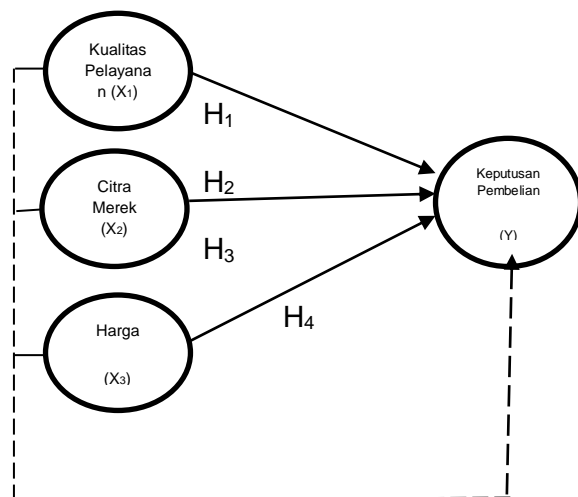 Kualitas
Pelayana
n (X₁)
H₁
Citra
Merek
(X₂)
H₂
H₃
Keputusan
Pembelian
(Y)
Harga
(X₃)
H₄